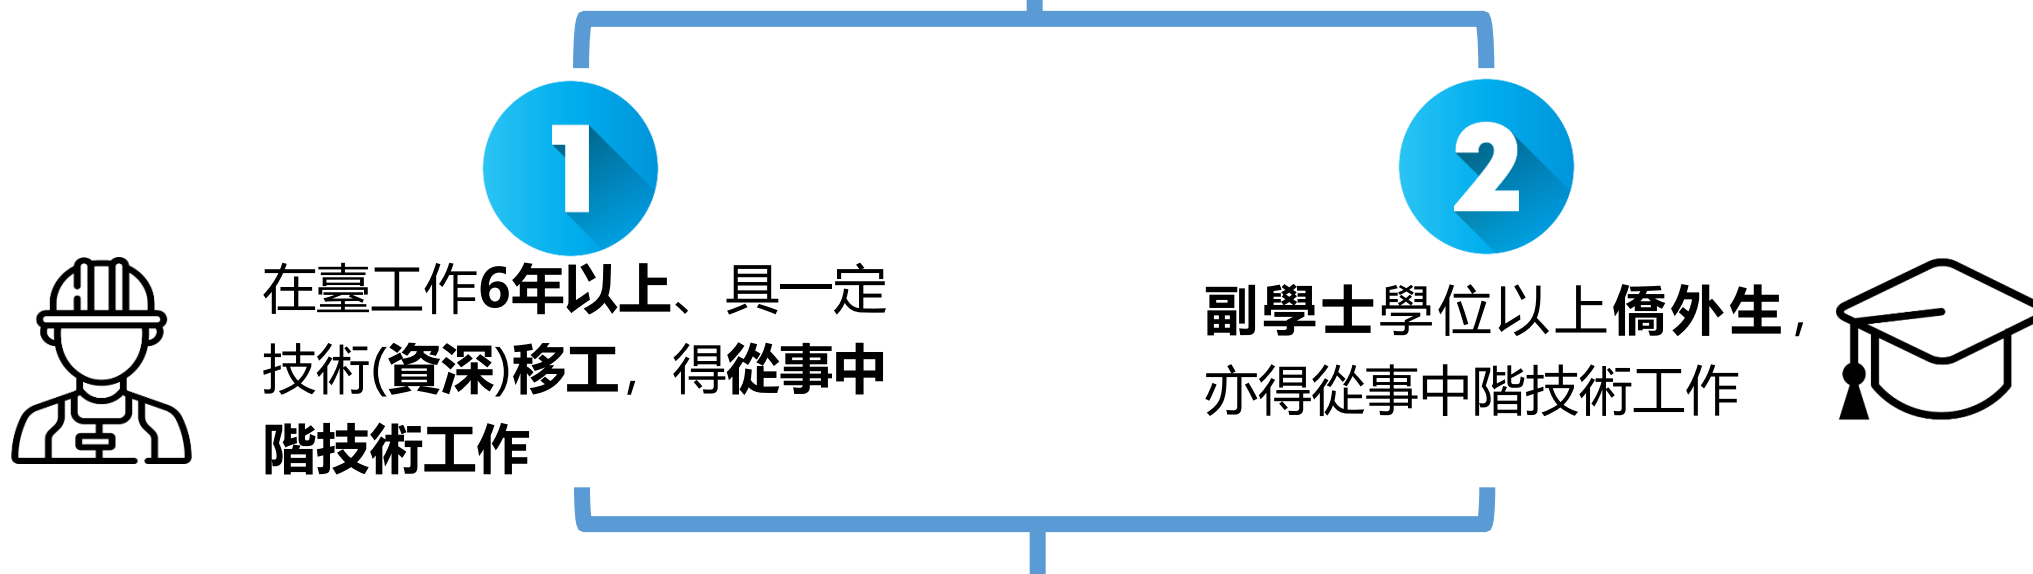 1
在臺工作6年以上、具一定
技術(資深)移工，得從事中
階技術工作
2
副學士學位以上僑外生，
亦得從事中階技術工作